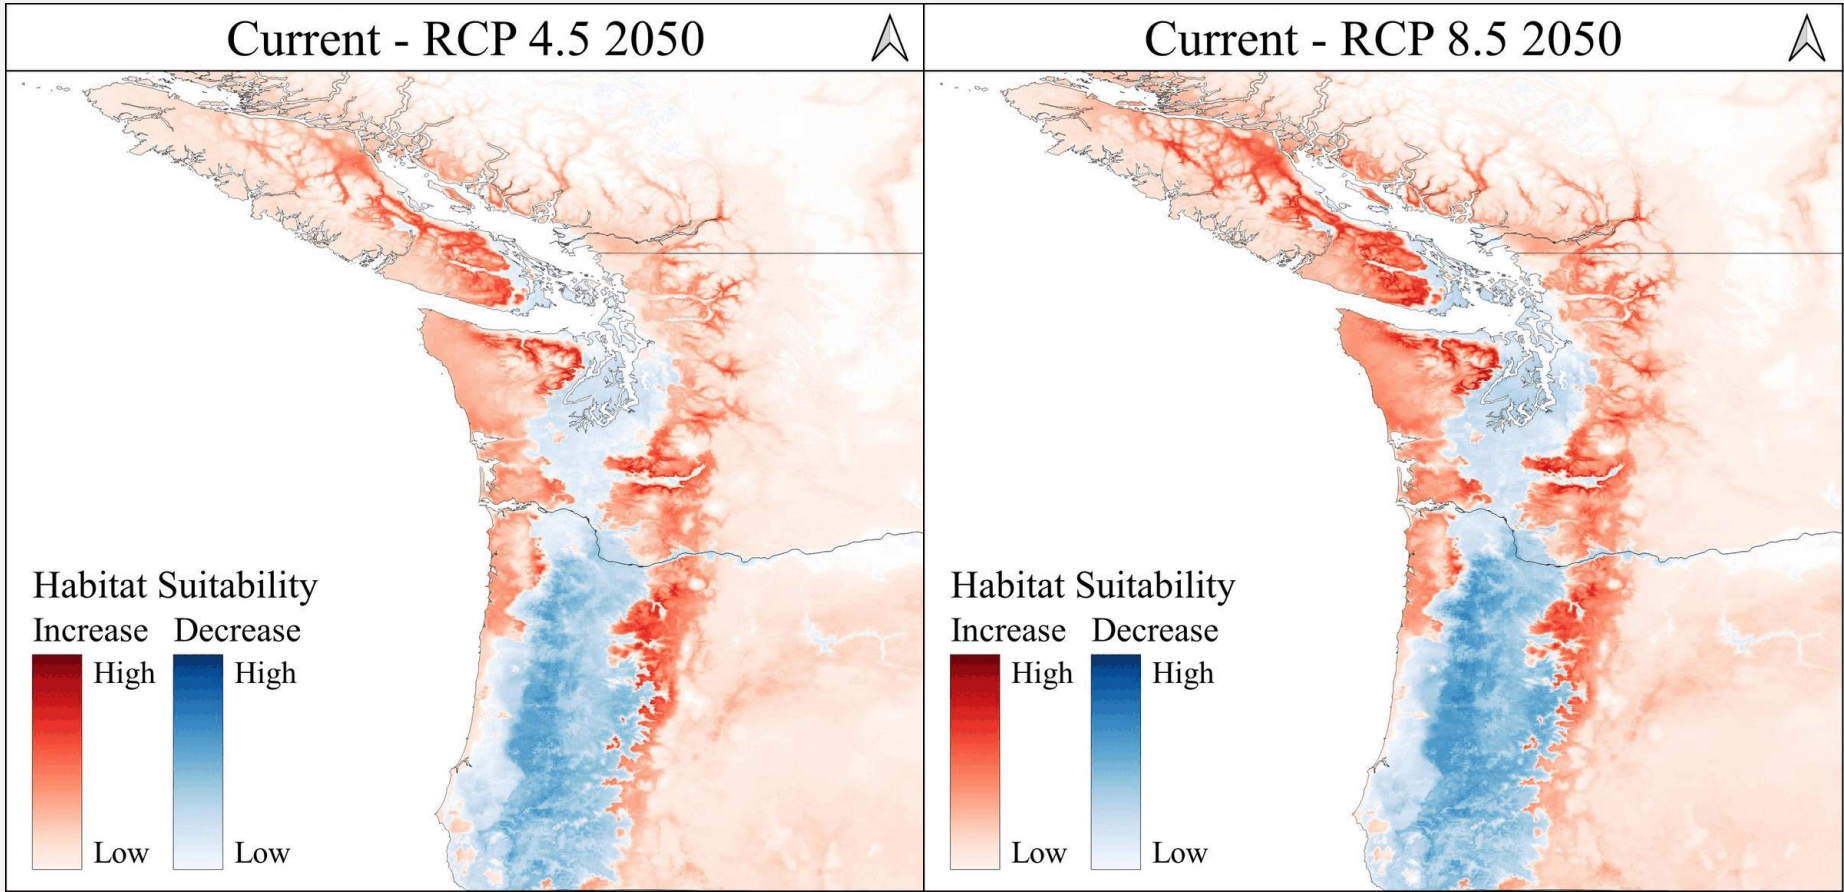 Current - RCP 4.5 2050
Habitat Suitability
Increase Decrease
High High
Low Low
Current - RCP 8.5 2050
Habitat Suitability
Increase Decrease
High High
Low Low